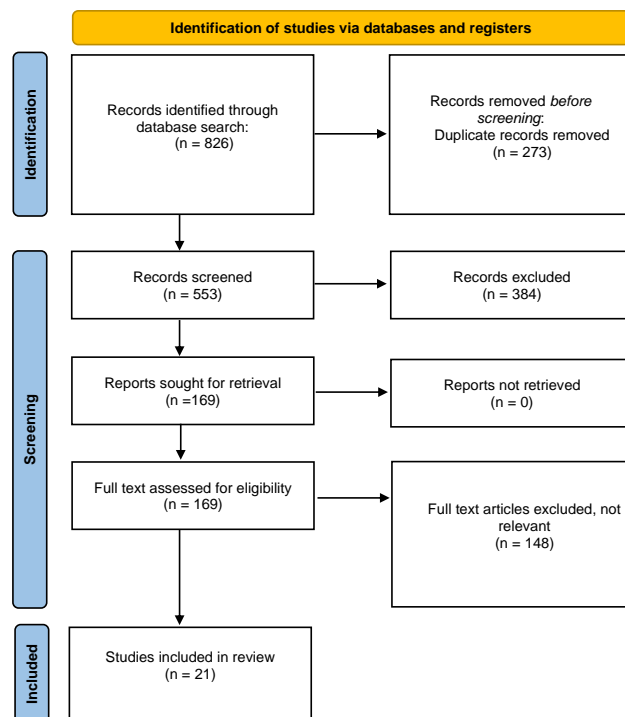 Identification of studies via databases and registers
Identification
Records identified through
database search:
(n = 826)
Records removed before
screening:
Duplicate records removed
(n = 273)
Screening
Records screened
(n = 553)
Records excluded
(n = 384)
Reports sought for retrieval
(n =169)
Reports not retrieved
(n = 0)
Full text assessed for eligibility
(n = 169)
Full text articles excluded, not
relevant
(n = 148)
Included
Studies included in review
(n = 21)